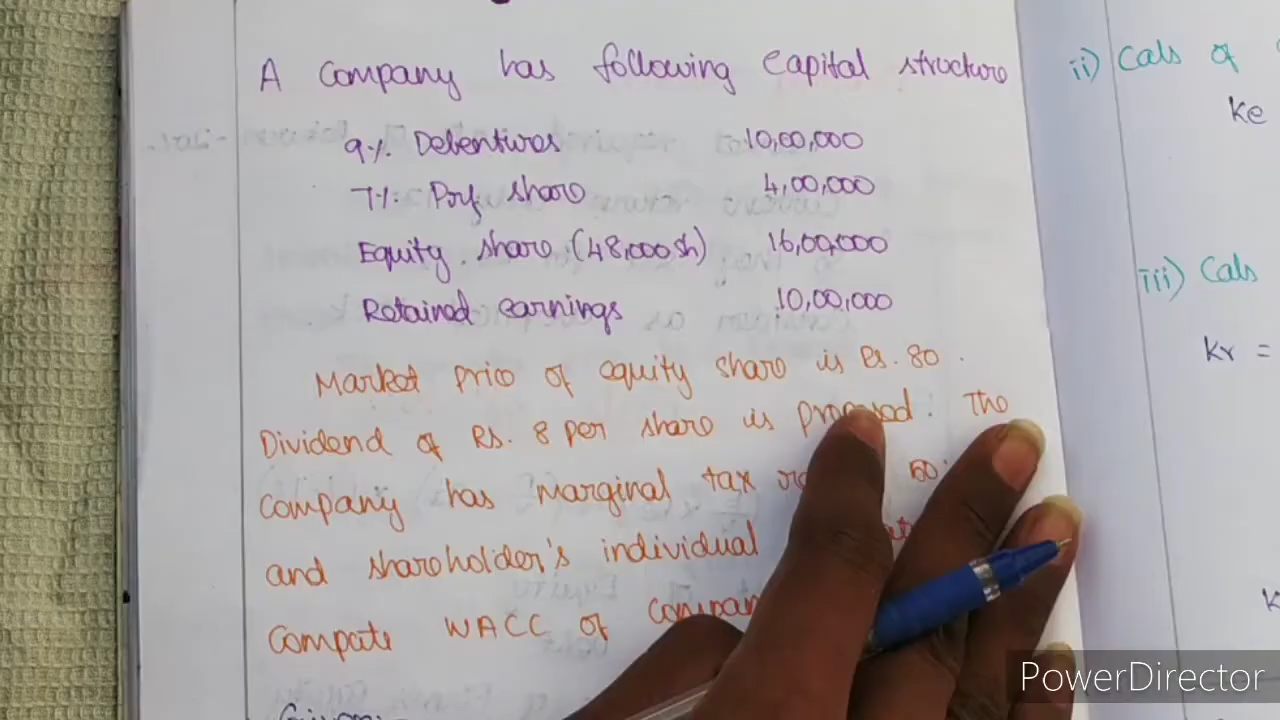 A Company has following Capital structure
9%. Debentures 10,00,000
7%. Prf share 4,00,000
Equity share (48,000 sh) 16,00,000
Retained earnings 10,00,000
Market price of equity share is Rs. 80.
Dividend of Rs. 8 per share is proposed. The
company has marginal tax 50%
and shareholder's individual
Compute WACC of
Given:-
ii) Cals of
ke
iii) Cals
kr =
k
PowerDirector